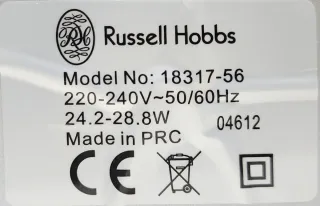 RH
Russell Hobbs
Model No: 18317-56
220-240V~50/60Hz
24.2-28.8W 04612
Made in PRC
CE